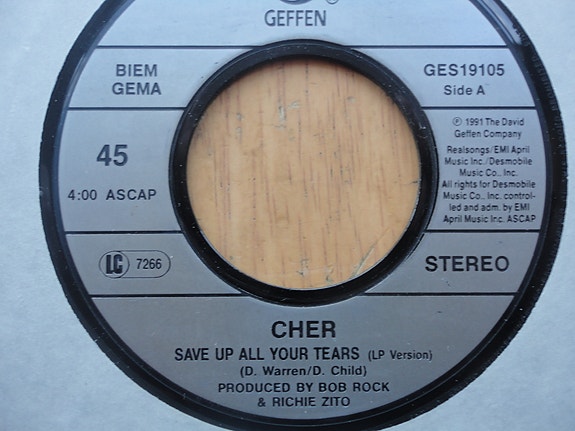 GEFFEN
BIEM
GEMA
GES19105
Side A
℗ 1991 The David
Geffen Company
45
4:00 ASCAP
Realsongs/EMI April
Music Inc./Desmobile
Music Co., Inc.
All rights for Desmobile
Music Co., Inc. control-
led and adm. by EMI
April Music Inc. ASCAP
LC 7266
STEREO
CHER
SAVE UP ALL YOUR TEARS (LP Version)
(D. Warren/D. Child)
PRODUCED BY BOB ROCK
& RICHIE ZITO